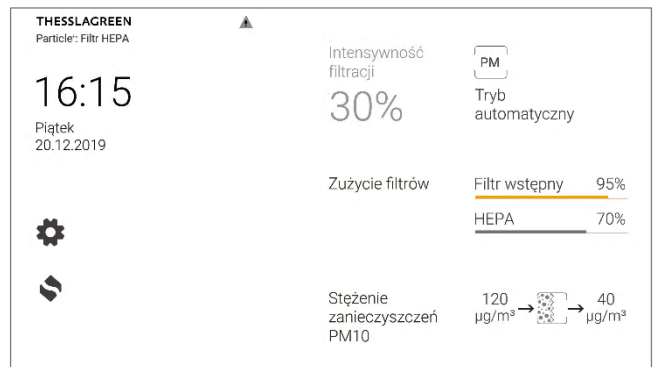 THESSLAGREEN
Particle⁺: Filtr HEPA
16:15
Piątek
20.12.2019
Intensywność
filtracji
30%
PM
Tryb
automatyczny
Zużycie filtrów
Filtr wstępny 95%
HEPA 70%
Stężenie
zanieczyszczeń
PM10
120
µg/m³
40
µg/m³